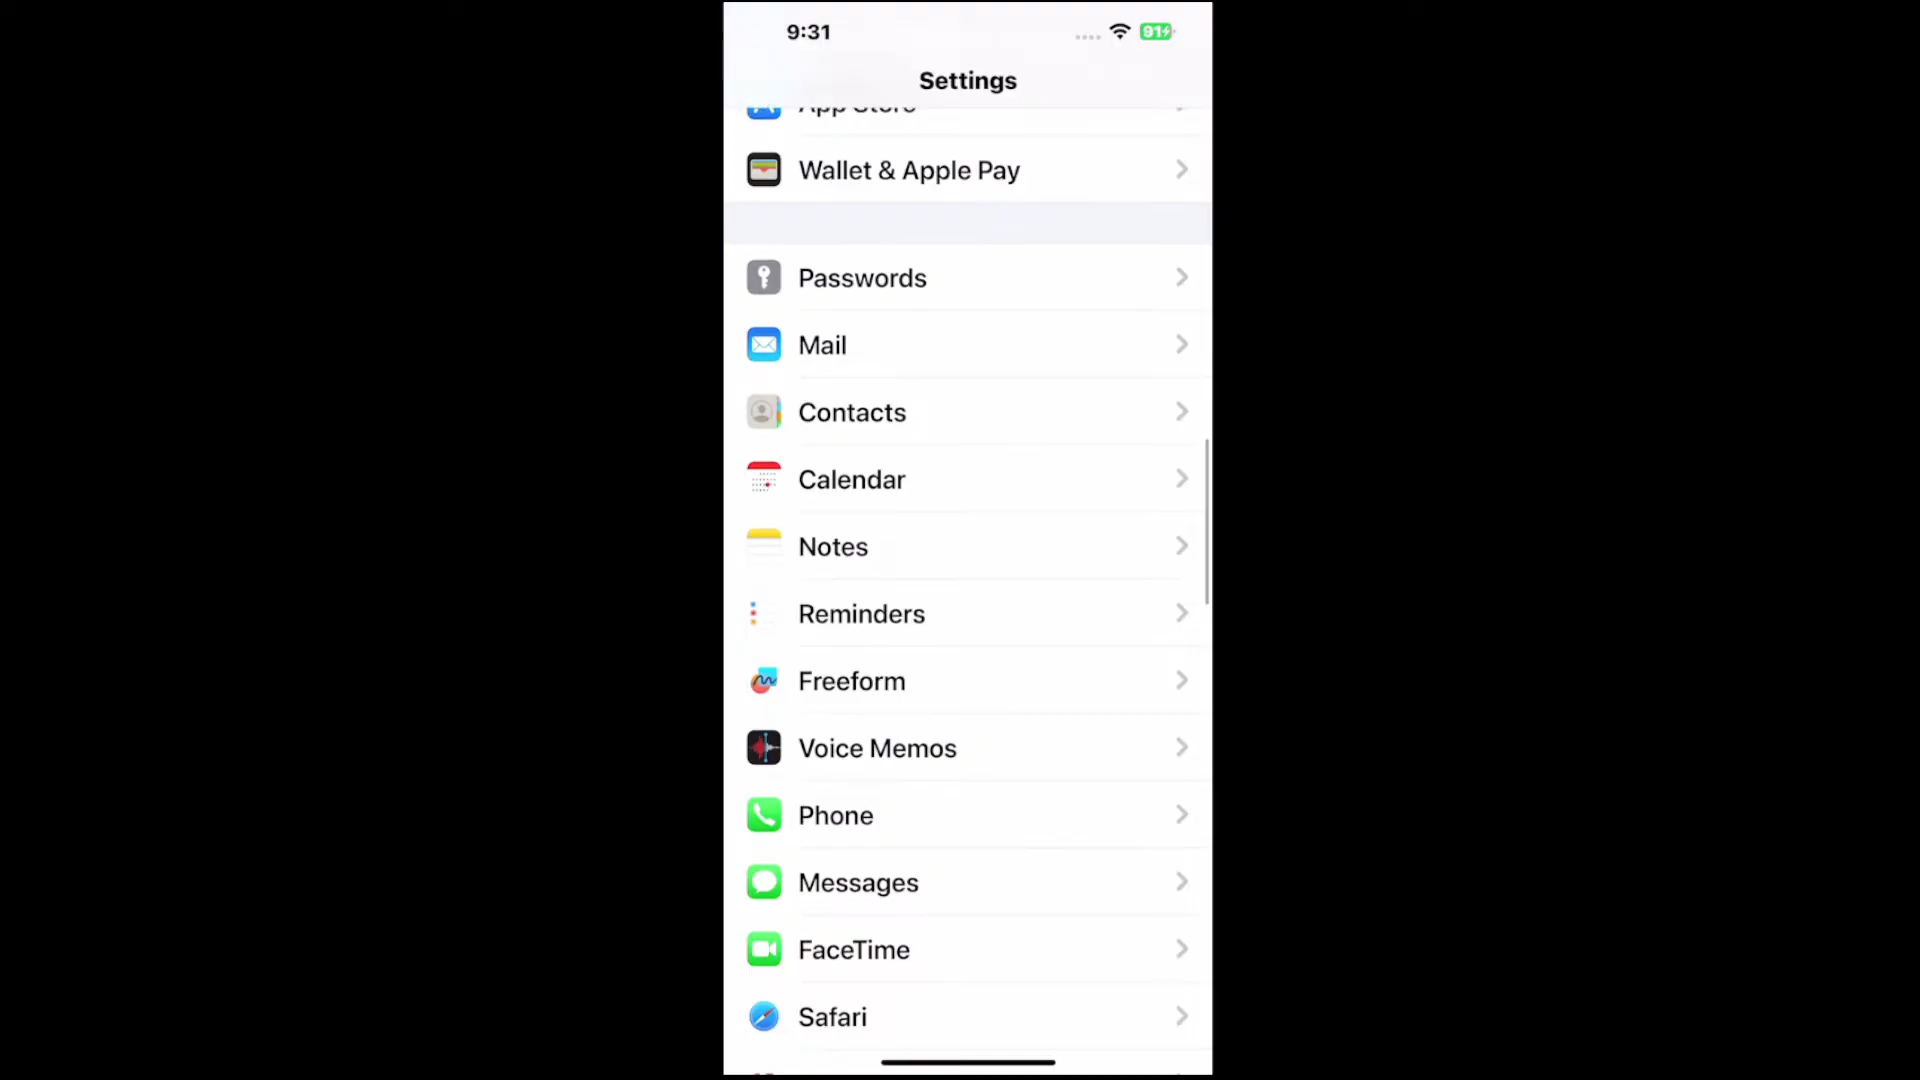 9:31
91
Settings
App Store
Wallet & Apple Pay
Passwords
Mail
Contacts
Calendar
Notes
Reminders
Freeform
Voice Memos
Phone
Messages
FaceTime
Safari